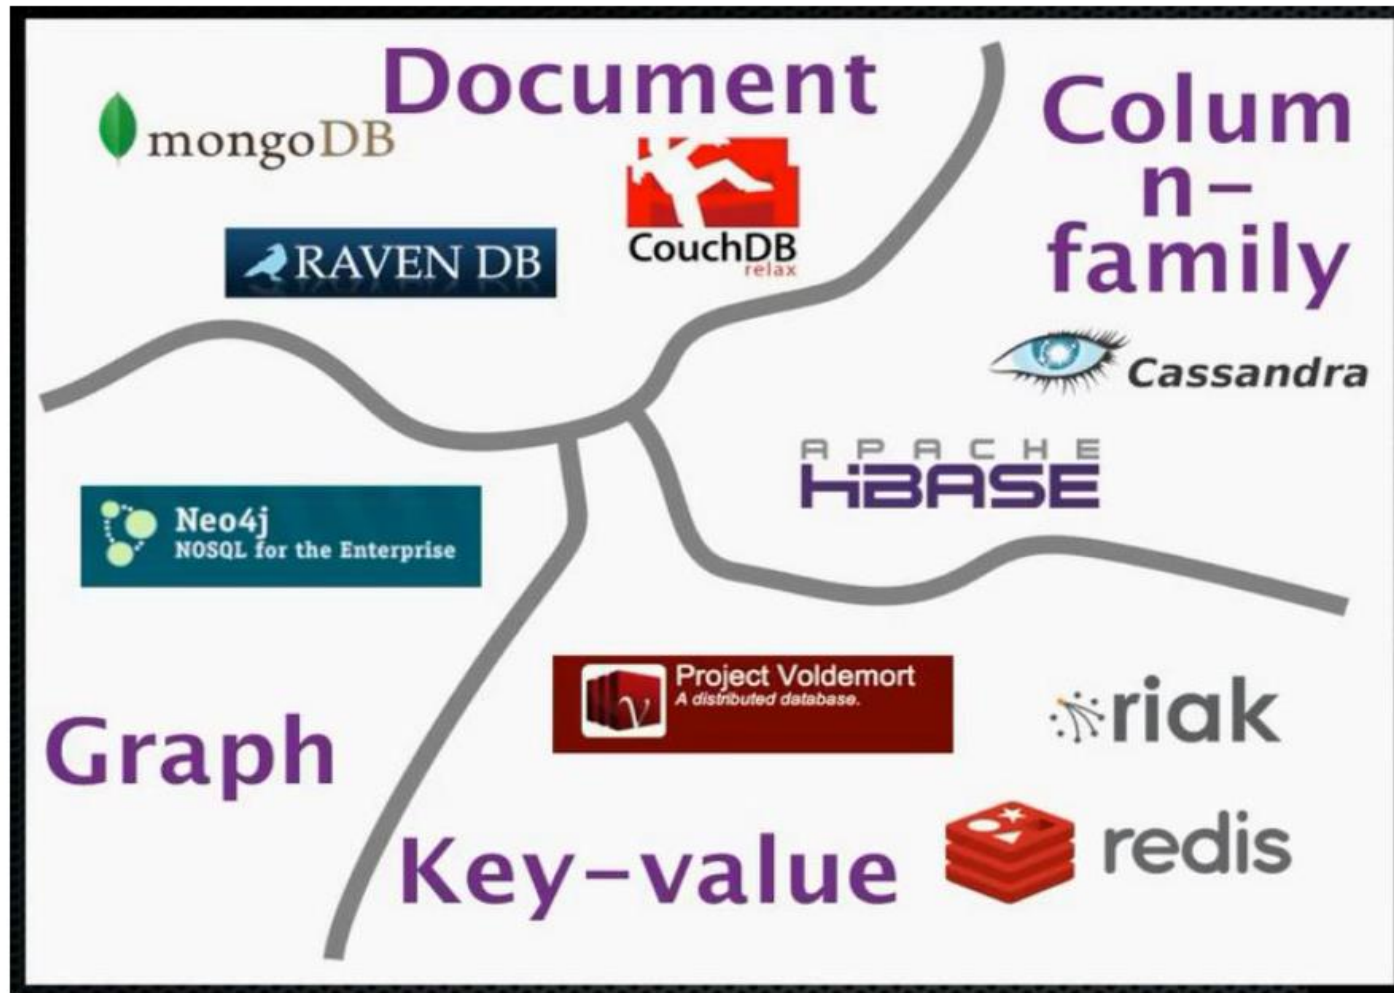 Document
mongoDB
CouchDB
relax
RAVEN DB
Colum
n-
family
Cassandra
APACHE
HBASE
Neo4j
NOSQL for the Enterprise
Graph
Project Voldemort
A distributed database.
V
riak
redis
Key-value